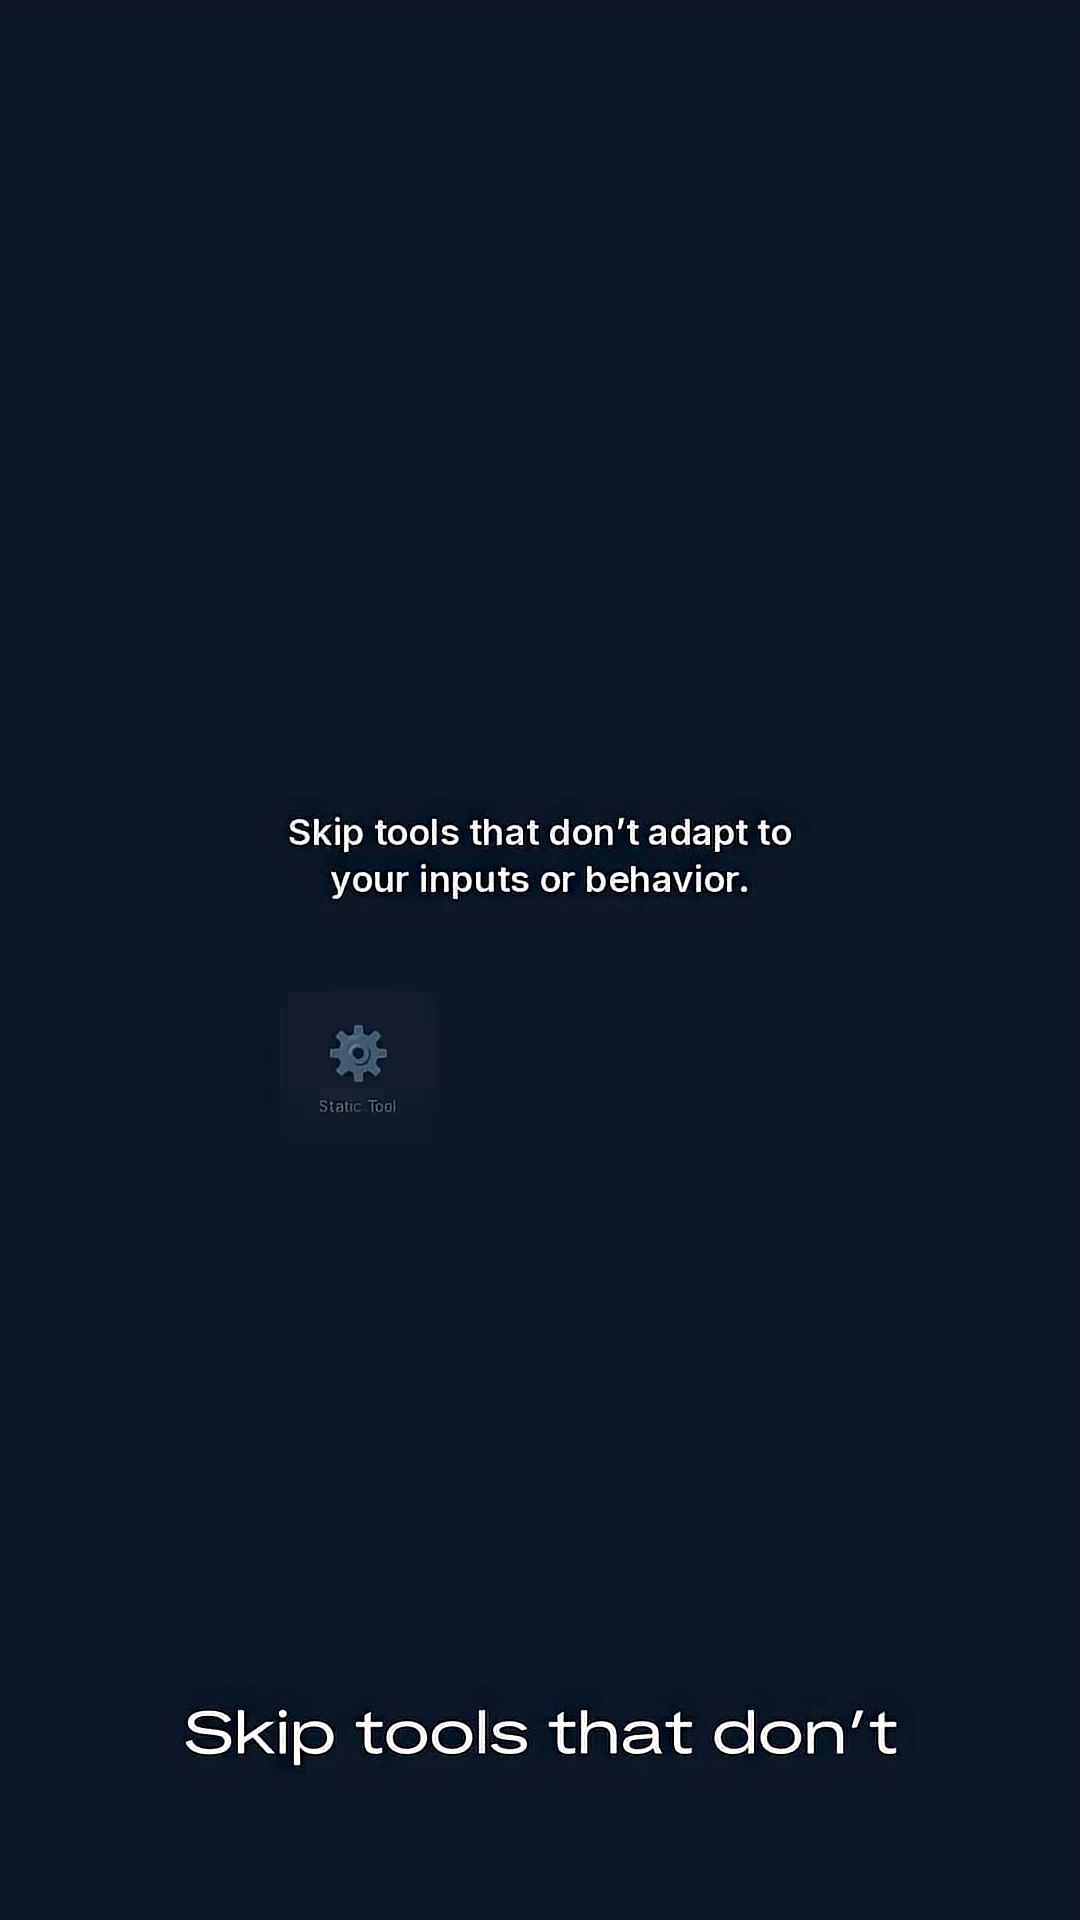 Skip tools that don’t adapt to
your inputs or behavior.
Static Tool
Skip tools that don’t